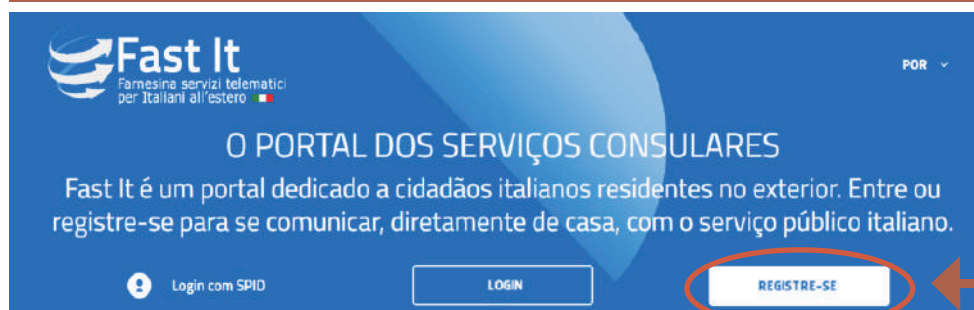 Fast It
Farnesina servizi telematici
per Italiani all'estero
POR
O PORTAL DOS SERVIÇOS CONSULARES
Fast It é um portal dedicado a cidadãos italianos residentes no exterior. Entre ou
registre-se para se comunicar, diretamente de casa, com o serviço público italiano.
Login com SPID
LOGIN
REGISTRE-SE